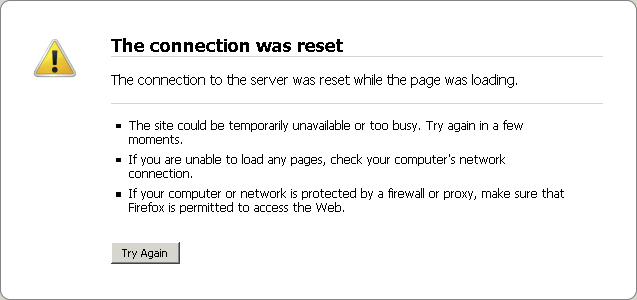 The connection was reset
The connection to the server was reset while the page was loading.
The site could be temporarily unavailable or too busy. Try again in a few
moments.
If you are unable to load any pages, check your computer's network
connection.
If your computer or network is protected by a firewall or proxy, make sure that
Firefox is permitted to access the Web.
Try Again